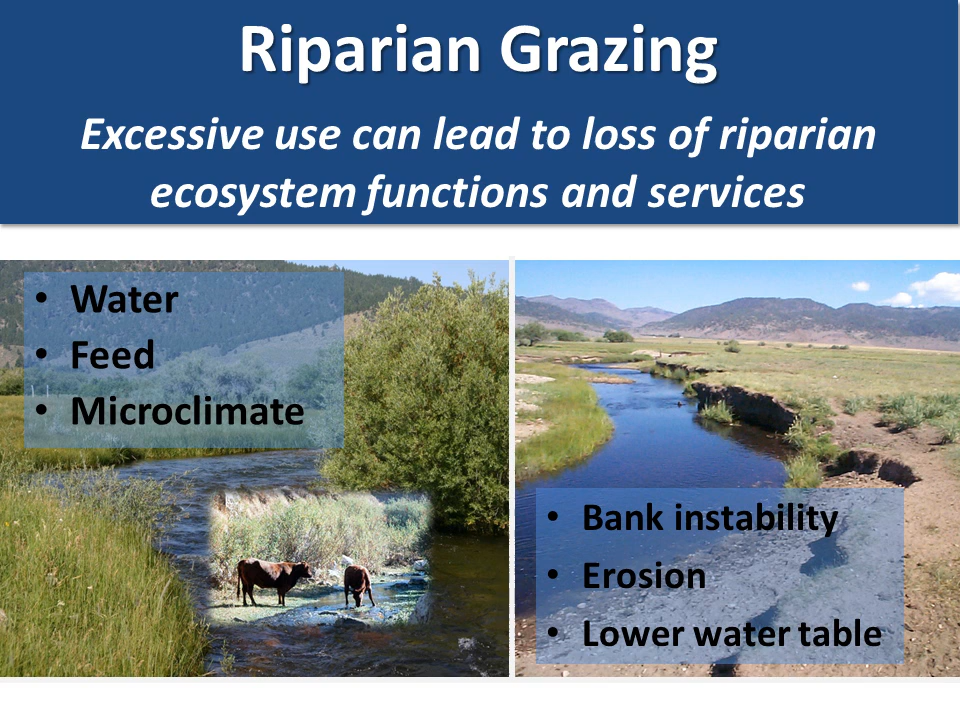 Riparian Grazing
Excessive use can lead to loss of riparian
ecosystem functions and services
• Water
• Feed
• Microclimate
• Bank instability
• Erosion
• Lower water table